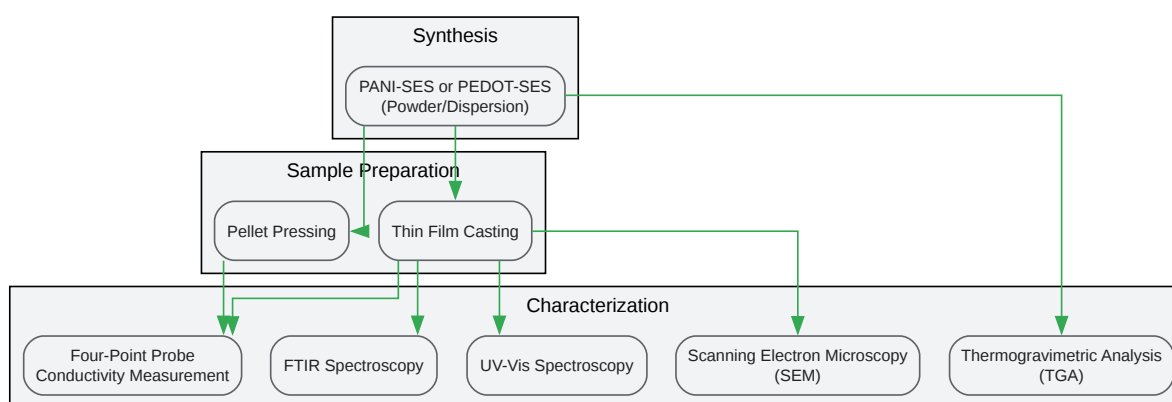 Synthesis
PANI-SES or PEDOT-SES
(Powder/Dispersion)
Sample Preparation
Pellet Pressing
Thin Film Casting
Characterization
Four-Point Probe
Conductivity Measurement
FTIR Spectroscopy
UV-Vis Spectroscopy
Scanning Electron Microscopy
(SEM)
Thermogravimetric Analysis
(TGA)